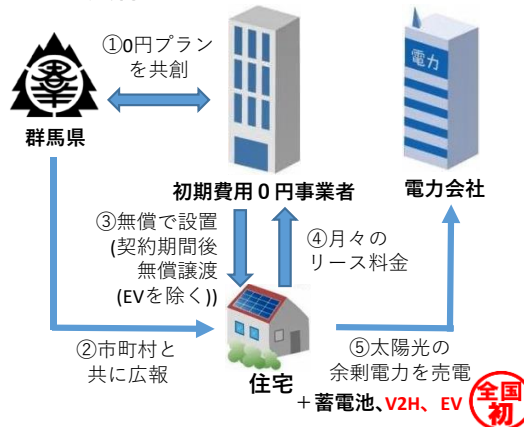 ①0円プラン
を共創
群馬県
電力
初期費用０円事業者
電力会社
③無償で設置
(契約期間後
無償譲渡
(EVを除く))
④月々の
リース料金
②市町村と
共に広報
住宅
⑤太陽光の
余剰電力を売電
＋蓄電池、V2H、EV
全国
初